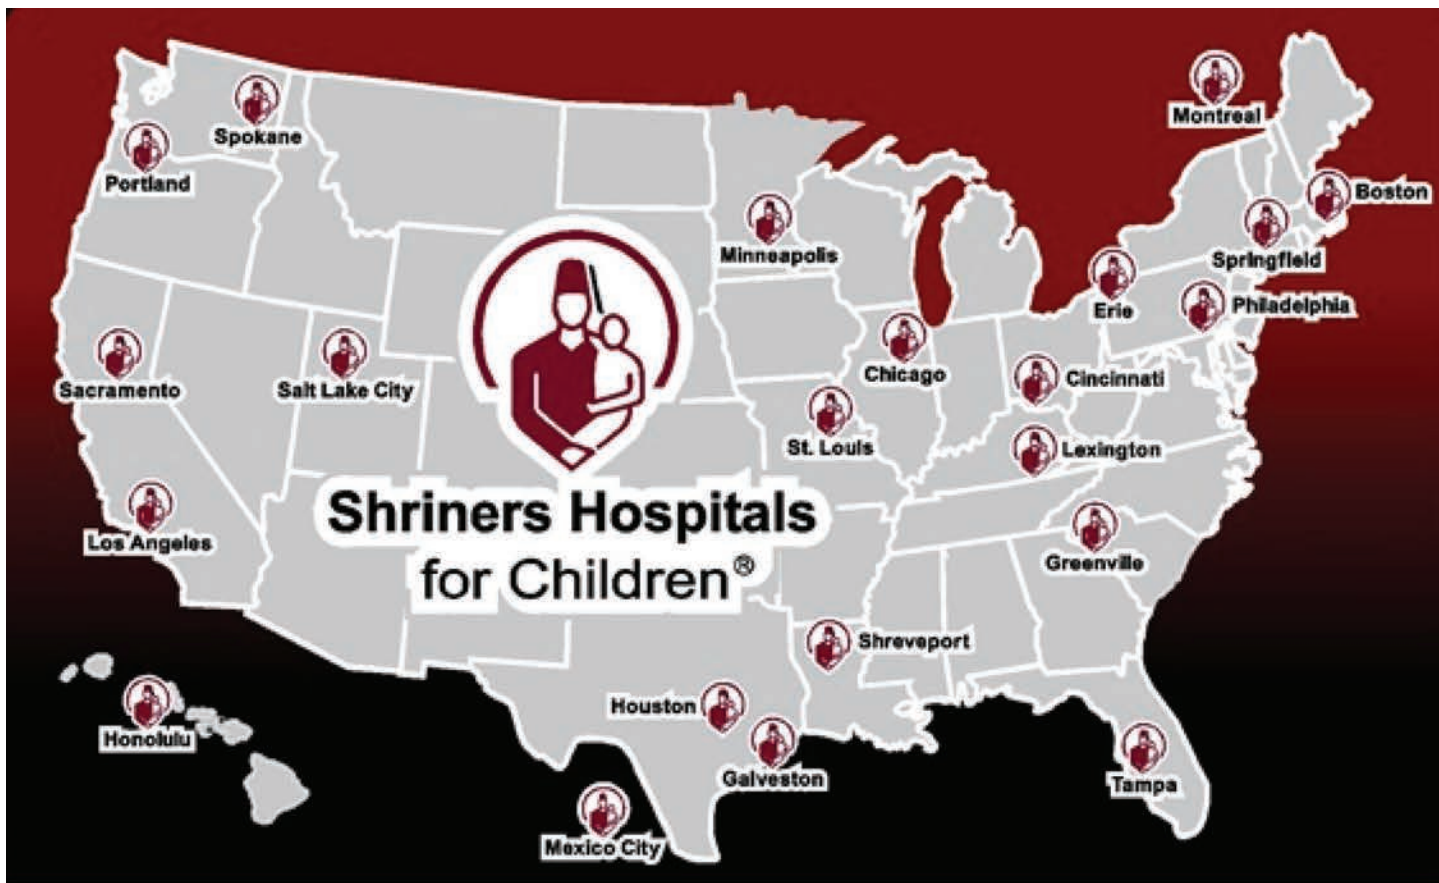 Montreal
Spokane
Portland
Boston
Minneapolis
Springfield
Erie
Philadelphia
Sacramento
Salt Lake City
Chicago
Cincinnati
St. Louis
Lexington
Shriners Hospitals
for Children®
Los Angeles
Greenville
Shreveport
Houston
Honolulu
Galveston
Tampa
Mexico City